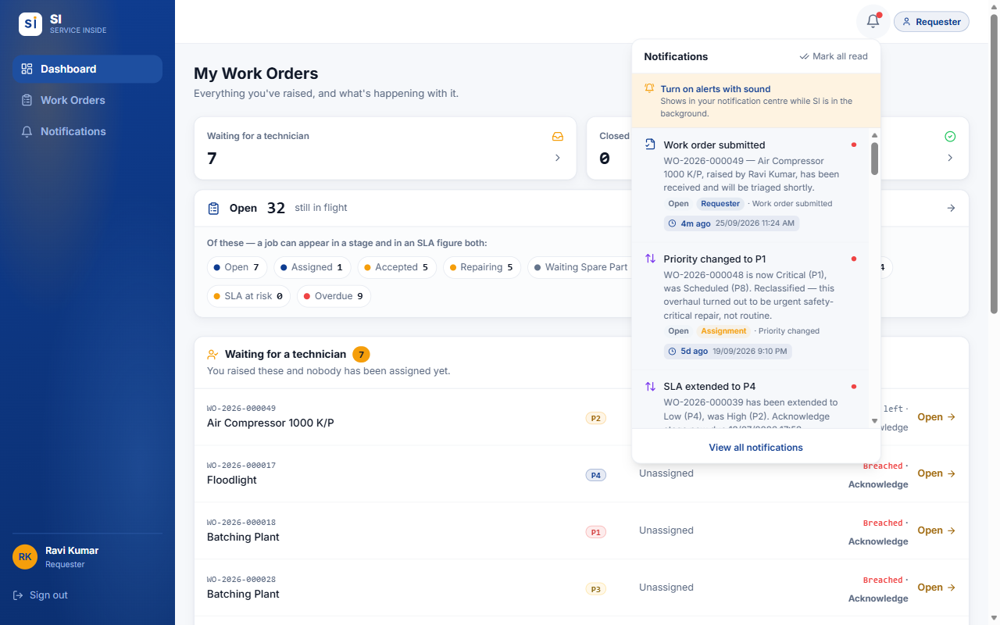 si
SI
SERVICE INSIDE
Dashboard
Work Orders
Notifications
RK
Ravi Kumar
Requester
Sign out
Requester
My Work Orders
Everything you've raised, and what's happening with it.
Waiting for a technician
7
Closed
0
Open 32 still in flight
Of these — a job can appear in a stage and in an SLA figure both:
Open 7
Assigned 1
Accepted 5
Repairing 5
Waiting Spare Part
4
SLA at risk 0
Overdue 9
Waiting for a technician 7
You raised these and nobody has been assigned yet.
WO-2026-000049
Air Compressor 1000 K/P
P2
left ·
Open
WO-2026-000017
Floodlight
P4
Unassigned
Breached ·
Acknowledge
Open
WO-2026-000018
Batching Plant
P1
Unassigned
Breached ·
Acknowledge
Open
WO-2026-000028
Batching Plant
P3
Unassigned
Breached ·
Acknowledge
Open
Notifications
Mark all read
Turn on alerts with sound
Shows in your notification centre while SI is in the
background.
Work order submitted
WO-2026-000049 — Air Compressor
1000 K/P, raised by Ravi Kumar, has been
received and will be triaged shortly.
Open Requester · Work order submitted
4m ago 25/09/2026 11:24 AM
Priority changed to P1
WO-2026-000048 is now Critical (P1),
was Scheduled (P8). Reclassified — this
overhaul turned out to be urgent safety-
critical repair, not routine.
Open Assignment · Priority changed
5d ago 19/09/2026 9:10 PM
SLA extended to P4
WO-2026-000039 has been extended to
Low (P4), was High (P2). Acknowledge
View all notifications